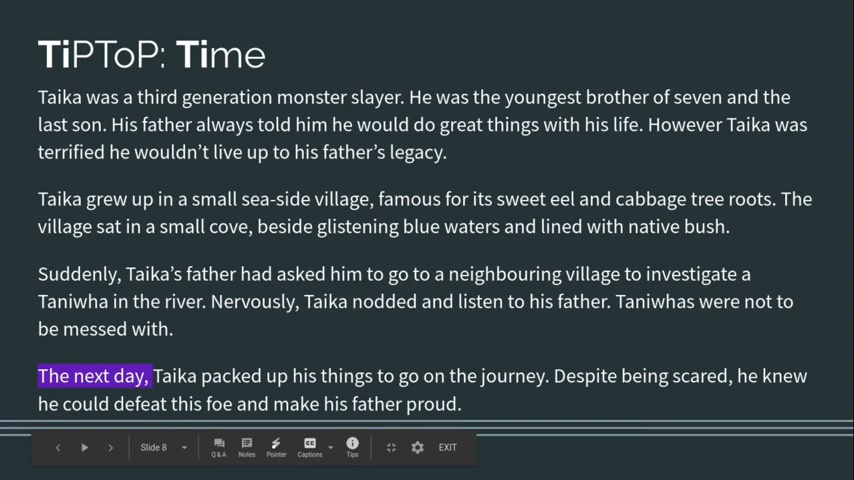 TiPToP: Time
Taika was a third generation monster slayer. He was the youngest brother of seven and the
last son. His father always told him he would do great things with his life. However Taika was
terrified he wouldn’t live up to his father’s legacy.
Taika grew up in a small sea-side village, famous for its sweet eel and cabbage tree roots. The
village sat in a small cove, beside glistening blue waters and lined with native bush.
Suddenly, Taika’s father had asked him to go to a neighbouring village to investigate a
Taniwha in the river. Nervously, Taika nodded and listen to his father. Taniwhas were not to
be messed with.
The next day, Taika packed up his things to go on the journey. Despite being scared, he knew
he could defeat this foe and make his father proud.
Slide 8
Q & A
Notes
Pointer
CC
Captions
Tips
EXIT